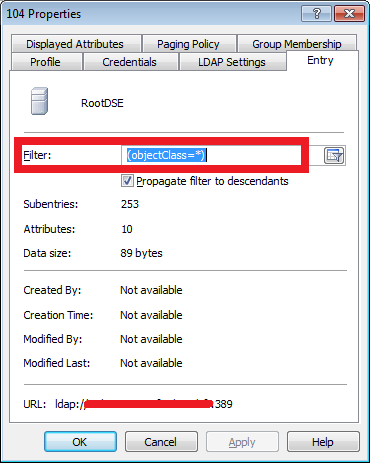 104 Properties
Displayed Attributes Paging Policy Group Membership
Profile Credentials LDAP Settings Entry
RootDSE
Filter: (objectClass=*)
Propagate filter to descendants
Subentries: 253
Attributes: 10
Data size: 89 bytes
Created By: Not available
Creation Time: Not available
Modified By: Not available
Modified Last: Not available
URL: ldap:/ 389
OK Cancel Apply Help